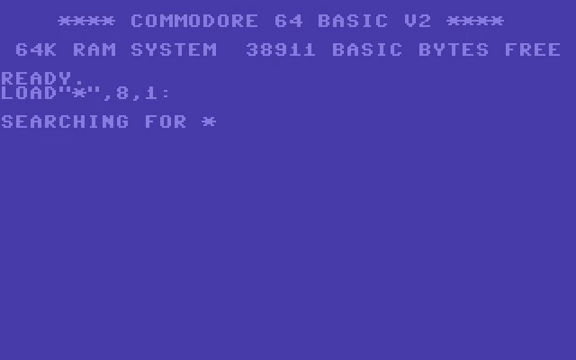 **** COMMODORE 64 BASIC V2 ****
64K RAM SYSTEM  38911 BASIC BYTES FREE
READY.
LOAD"*",8,1:
SEARCHING FOR *